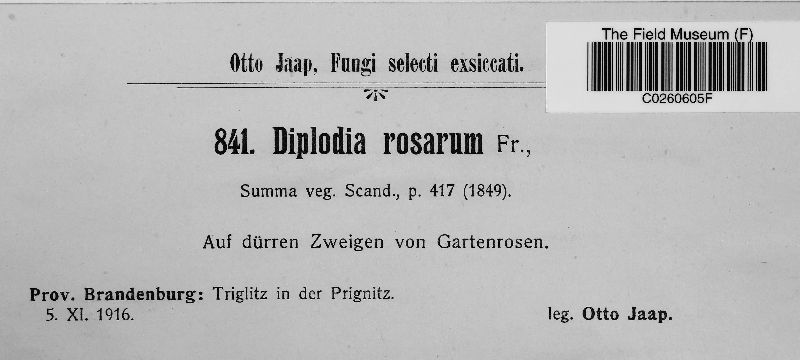 The Field Museum (F)
C0260605F
Otto Jaap, Fungi selecti exsiccati.
841. Diplodia rosarum Fr.,
Summa veg. Scand., p. 417 (1849).
Auf dürren Zweigen von Gartenrosen.
Prov. Brandenburg: Triglitz in der Prignitz.
5. XI. 1916.
leg. Otto Jaap.